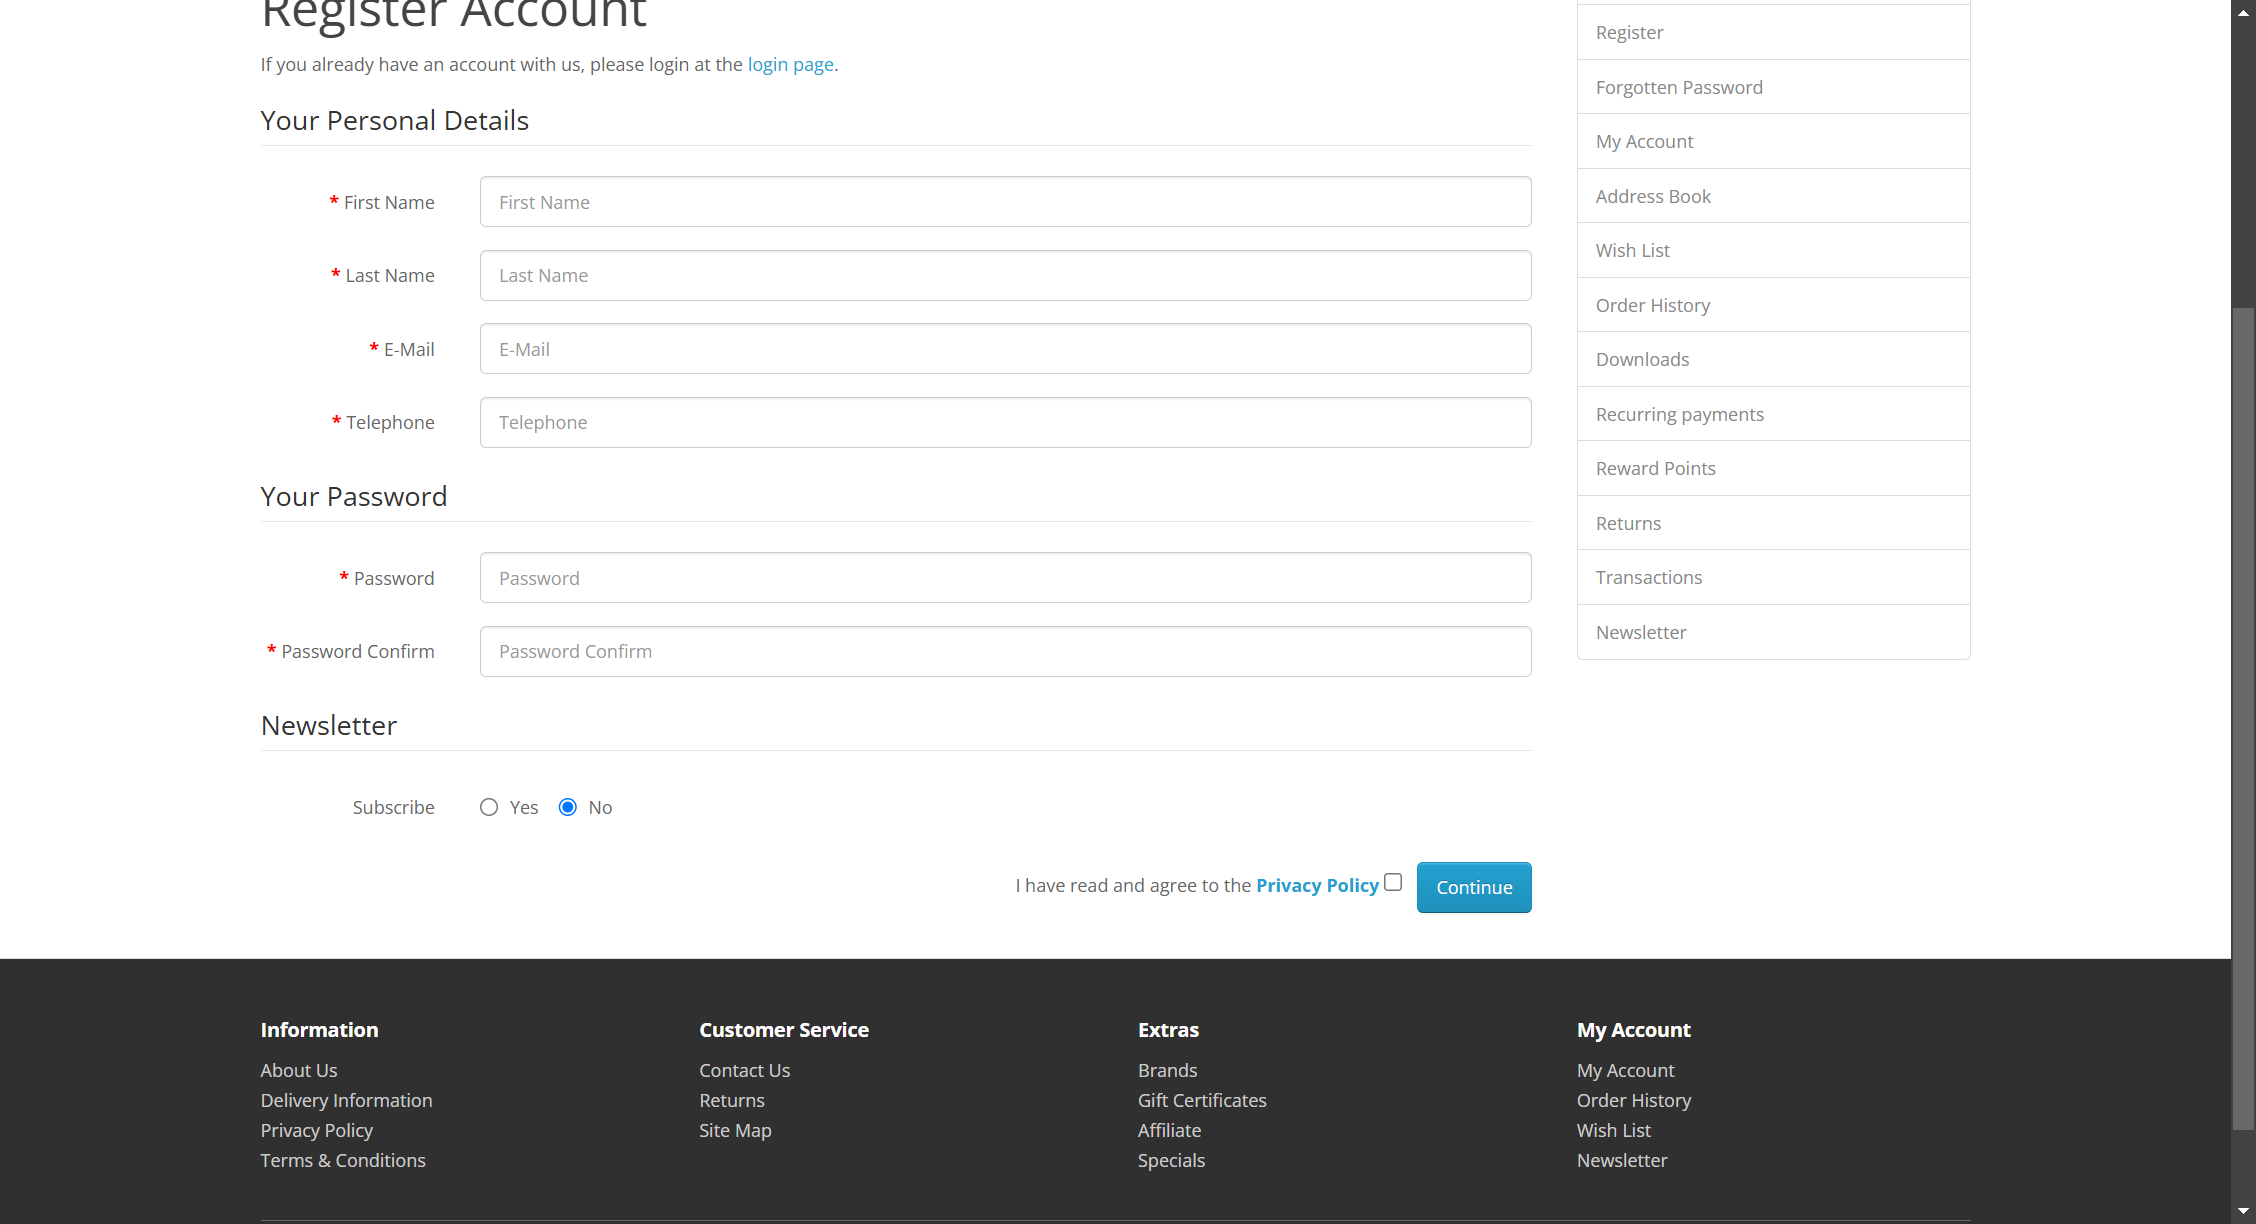 Register Account
If you already have an account with us, please login at the login page.
Your Personal Details
* First Name
First Name
* Last Name
Last Name
* E-Mail
E-Mail
* Telephone
Telephone
Your Password
* Password
Password
* Password Confirm
Password Confirm
Newsletter
Subscribe
Yes
No
I have read and agree to the Privacy Policy
Continue
Register
Forgotten Password
My Account
Address Book
Wish List
Order History
Downloads
Recurring payments
Reward Points
Returns
Transactions
Newsletter
Information
About Us
Delivery Information
Privacy Policy
Terms & Conditions
Customer Service
Contact Us
Returns
Site Map
Extras
Brands
Gift Certificates
Affiliate
Specials
My Account
My Account
Order History
Wish List
Newsletter